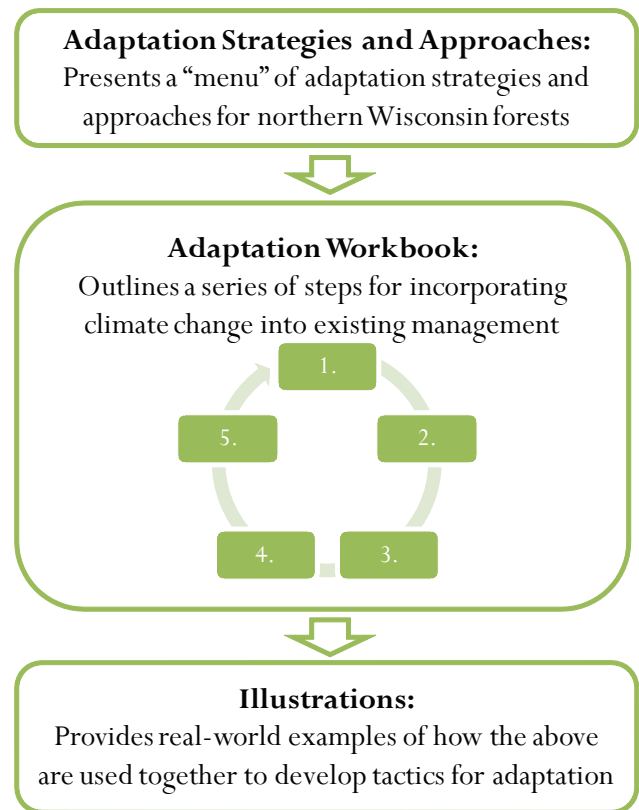 Adaptation Strategies and Approaches:
Presents a “menu” of adaptation strategies and
approaches for northern Wisconsin forests
Adaptation Workbook:
Outlines a series of steps for incorporating
climate change into existing management
1.
5.
2.
4.
3.
Illustrations:
Provides real-world examples of how the above
are used together to develop tactics for adaptation